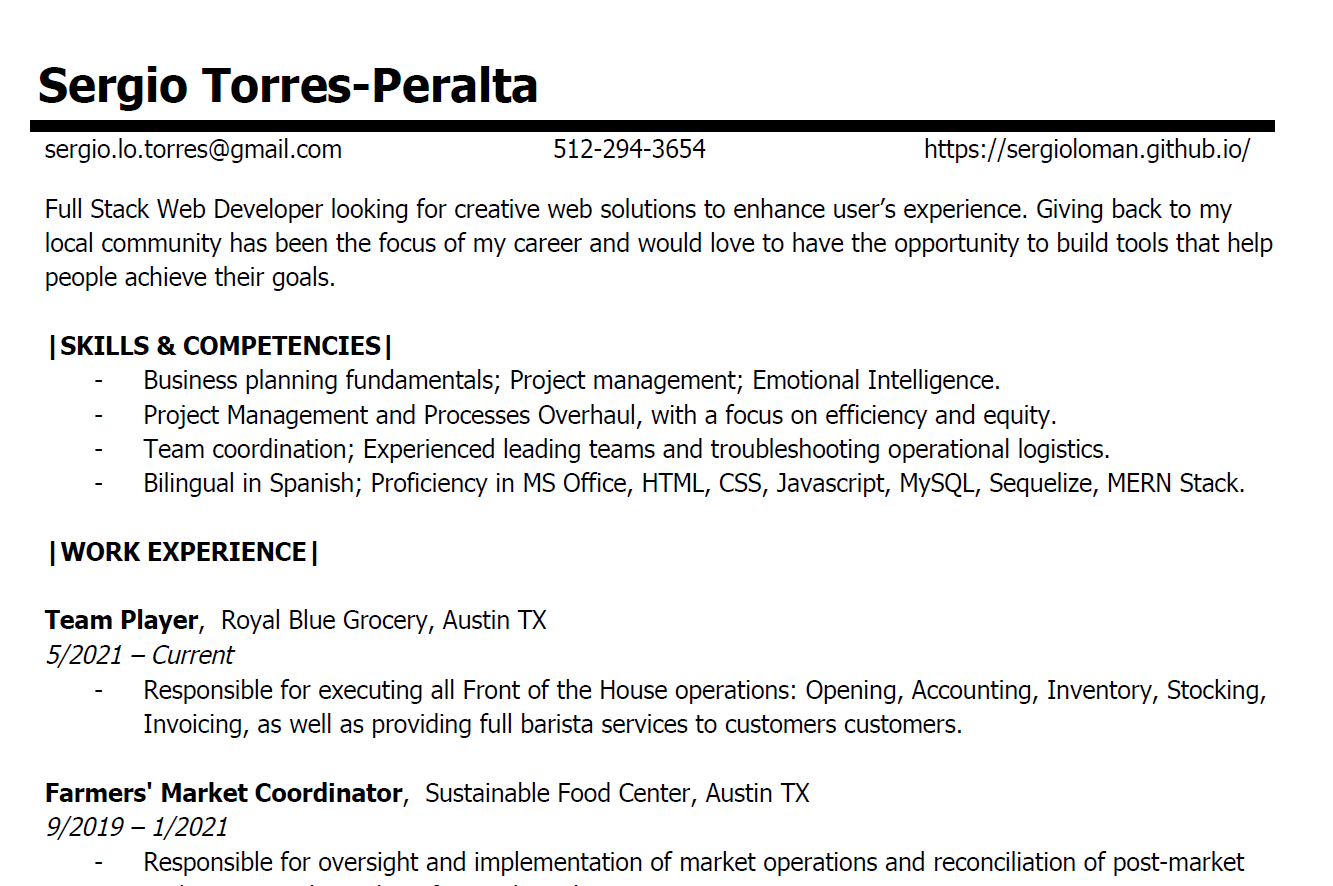 Sergio Torres-Peralta
sergio.lo.torres@gmail.com 512-294-3654 https://sergioloman.github.io/
Full Stack Web Developer looking for creative web solutions to enhance user’s experience. Giving back to my
local community has been the focus of my career and would love to have the opportunity to build tools that help
people achieve their goals.
|SKILLS & COMPETENCIES|
- Business planning fundamentals; Project management; Emotional Intelligence.
- Project Management and Processes Overhaul, with a focus on efficiency and equity.
- Team coordination; Experienced leading teams and troubleshooting operational logistics.
- Bilingual in Spanish; Proficiency in MS Office, HTML, CSS, Javascript, MySQL, Sequelize, MERN Stack.
|WORK EXPERIENCE|
Team Player, Royal Blue Grocery, Austin TX
5/2021 – Current
- Responsible for executing all Front of the House operations: Opening, Accounting, Inventory, Stocking,
Invoicing, as well as providing full barista services to customers customers.
Farmers' Market Coordinator, Sustainable Food Center, Austin TX
9/2019 – 1/2021
- Responsible for oversight and implementation of market operations and reconciliation of post-market